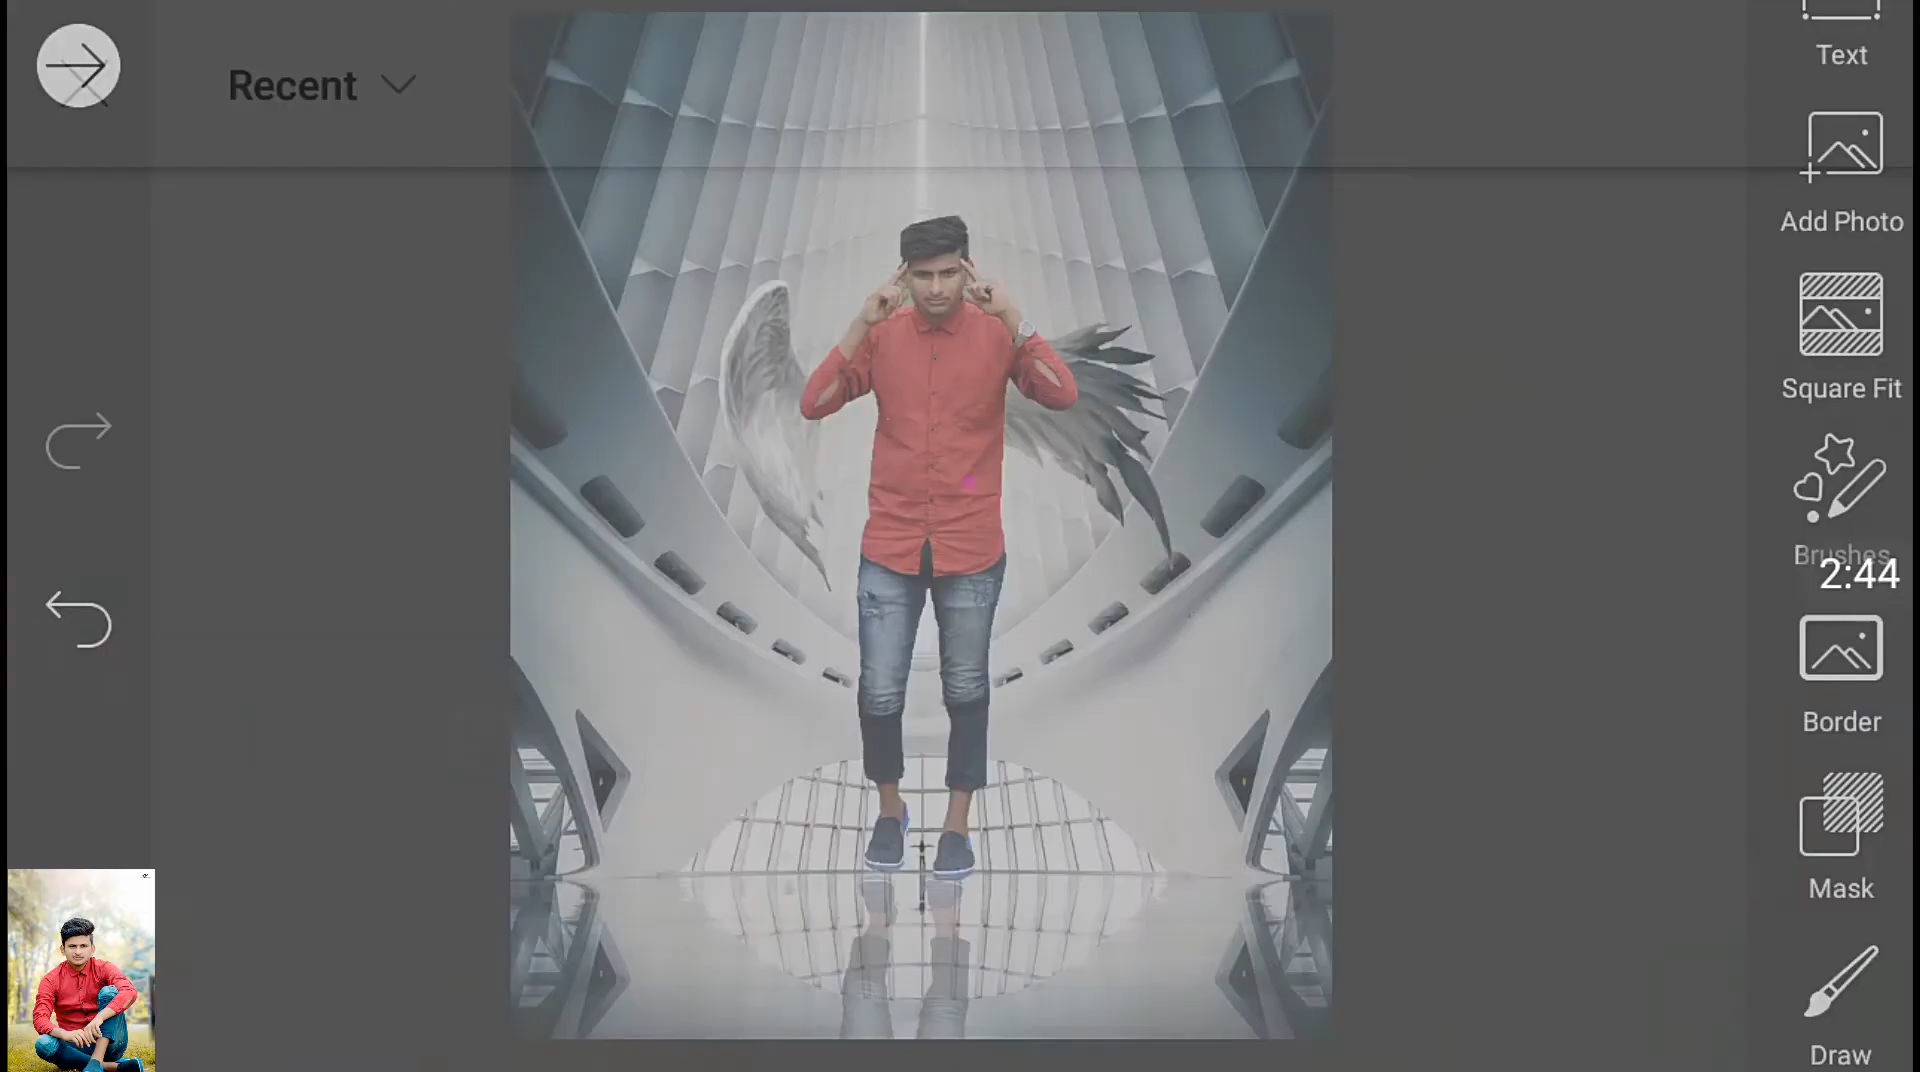 Recent
Text
Add Photo
Square Fit
Brushes
2:44
Border
Mask
Draw